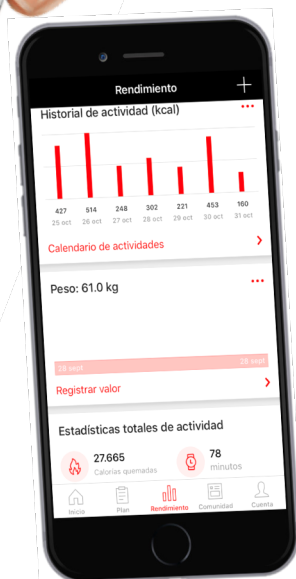 Rendimiento
Historial de actividad (kcal)
427 514 248 302 221 453 160
25 oct 26 oct 27 oct 28 oct 29 oct 30 oct 31 oct
Calendario de actividades
Peso: 61.0 kg
28 sept 28 sept
Registrar valor
Estadísticas totales de actividad
27.665 78
Calorías quemadas minutos
Inicio Plan Rendimiento Comunidad Cuenta